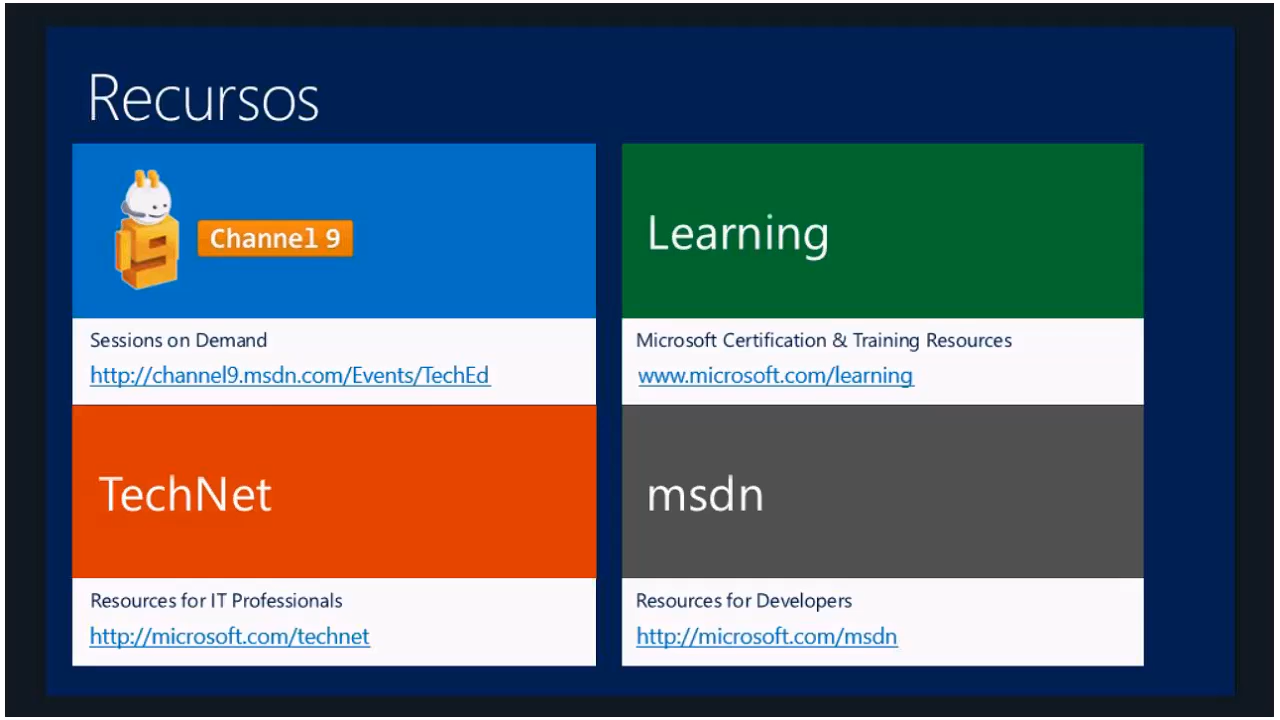 Recursos
Channel 9
Sessions on Demand
http://channel9.msdn.com/Events/TechEd
Learning
Microsoft Certification & Training Resources
www.microsoft.com/learning
TechNet
Resources for IT Professionals
http://microsoft.com/technet
msdn
Resources for Developers
http://microsoft.com/msdn